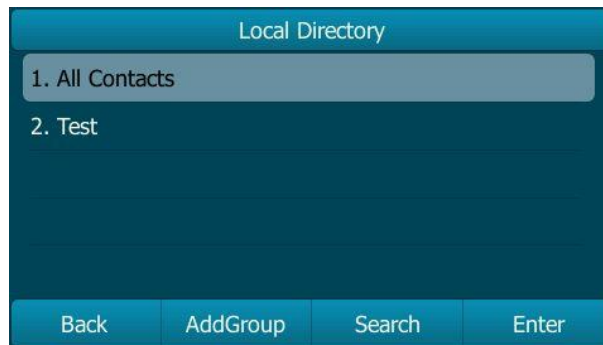 Local Directory
1. All Contacts
2. Test
Back AddGroup Search Enter